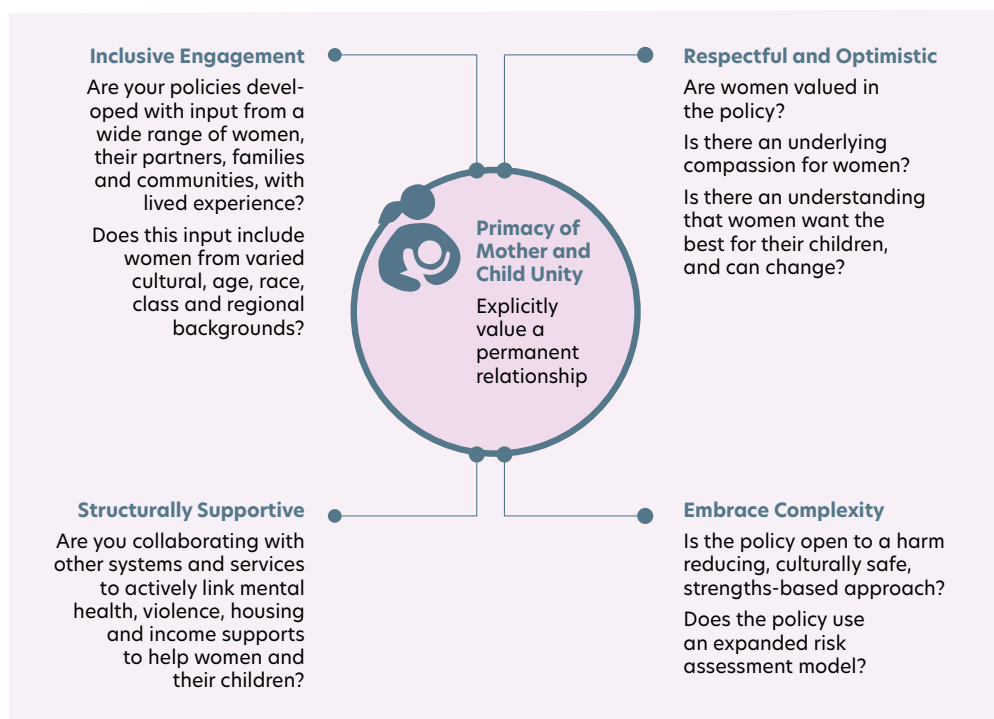 Inclusive Engagement
Are your policies devel-
oped with input from a
wide range of women,
their partners, families
and communities, with
lived experience?
Does this input include
women from varied
cultural, age, race,
class and regional
backgrounds?
Respectful and Optimistic
Are women valued in
the policy?
Is there an underlying
compassion for women?
Is there an understanding
that women want the
best for their children,
and can change?
Primacy of
Mother and
Child Unity
Explicitly
value a
permanent
relationship
Structurally Supportive
Are you collaborating with
other systems and services
to actively link mental
health, violence, housing
and income supports
to help women and
their children?
Embrace Complexity
Is the policy open to a harm
reducing, culturally safe,
strengths-based approach?
Does the policy use
an expanded risk
assessment model?